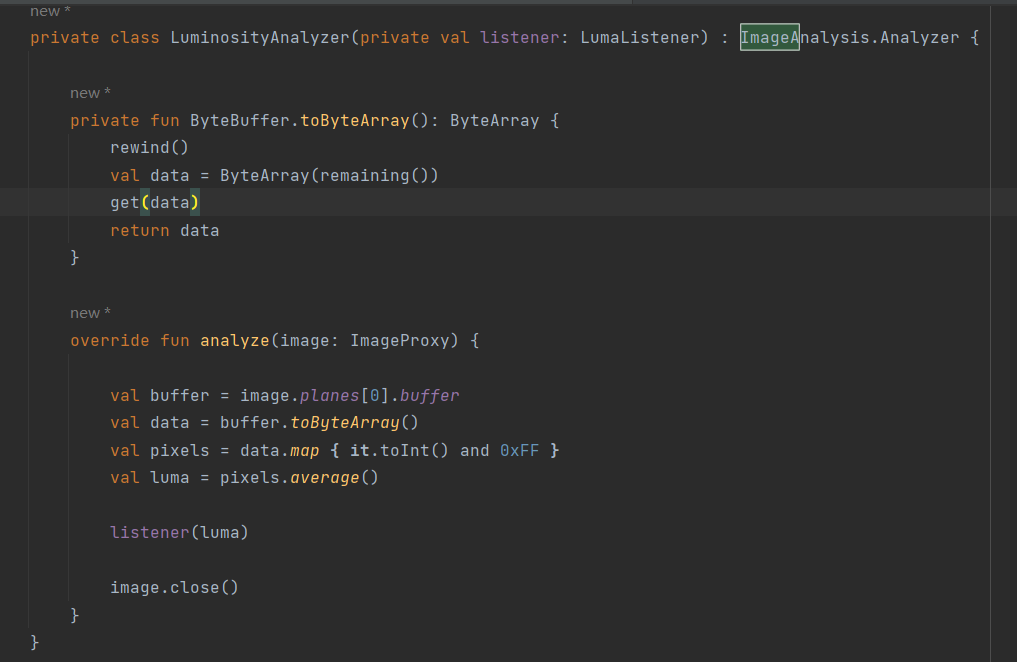 new *
private class LuminosityAnalyzer(private val listener: LumaListener) : ImageAnalysis.Analyzer {
new *
private fun ByteBuffer.toByteArray(): ByteArray {
rewind()
val data = ByteArray(remaining())
get(data)
return data
}
new *
override fun analyze(image: ImageProxy) {
val buffer = image.planes[0].buffer
val data = buffer.toByteArray()
val pixels = data.map { it.toInt() and 0xFF }
val luma = pixels.average()
listener(luma)
image.close()
}
}